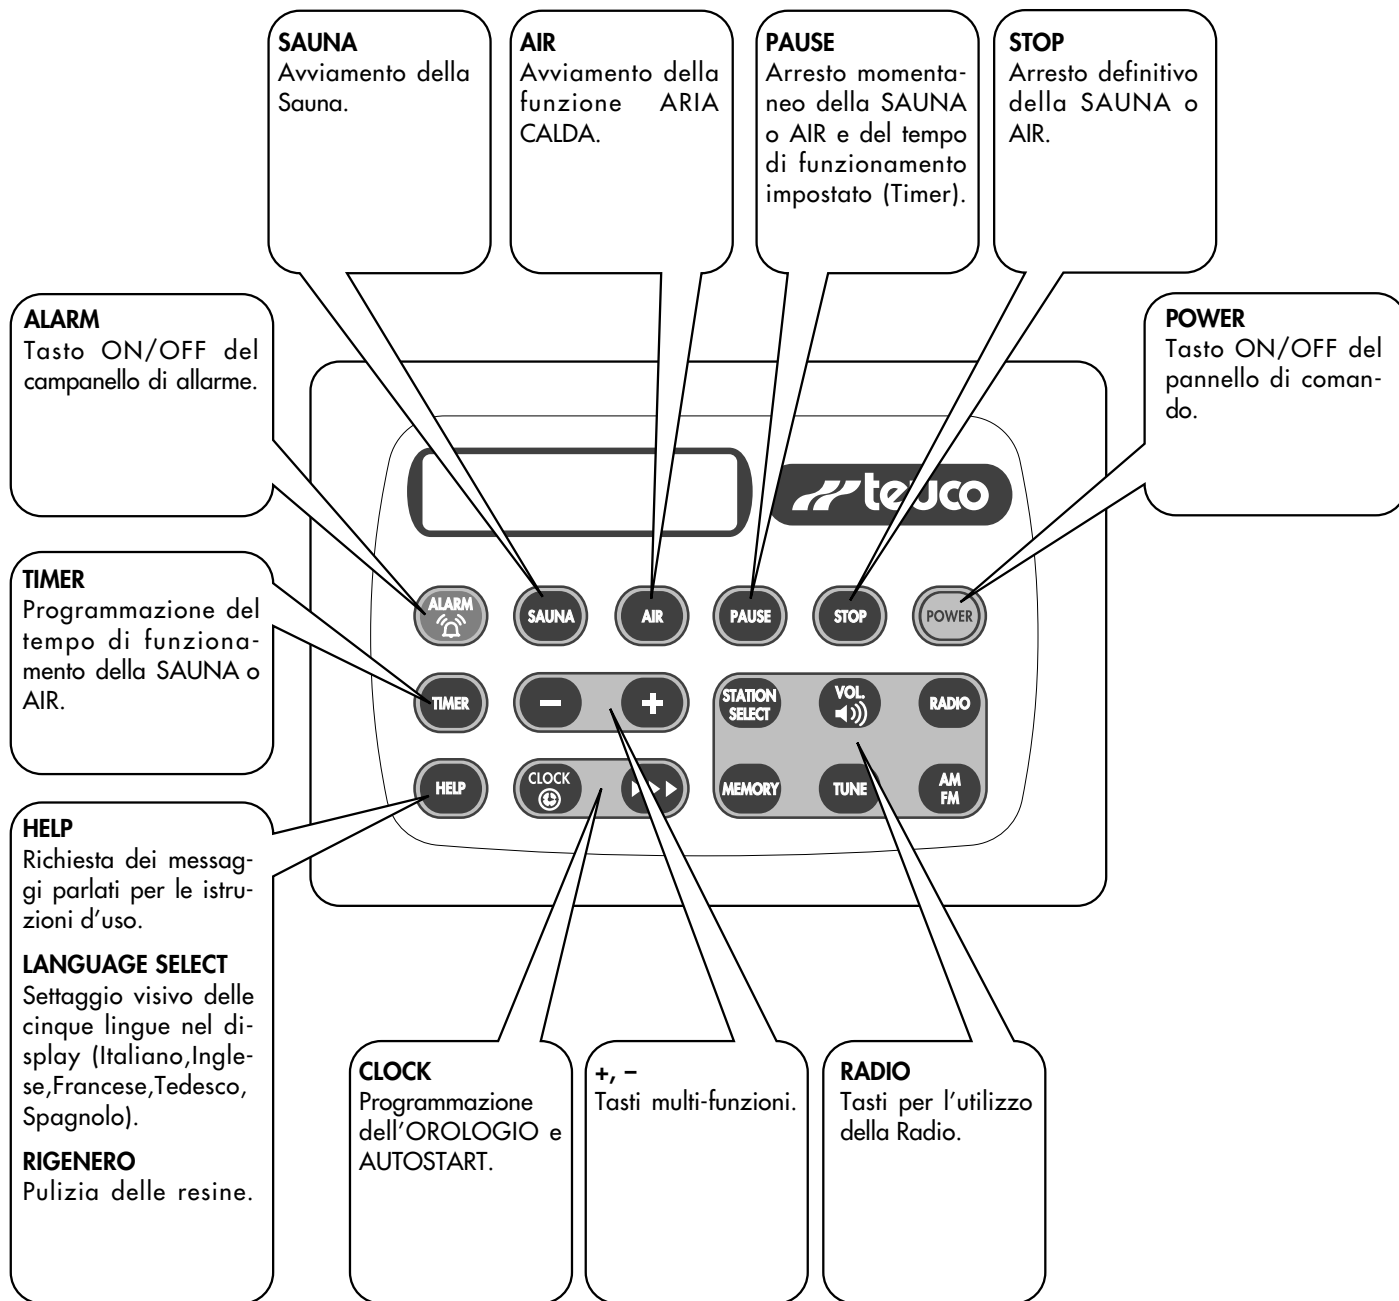 SAUNA
Avviamento della
Sauna.
AIR
Avviamento della
funzione ARIA
CALDA.
PAUSE
Arresto momenta-
neo della SAUNA
o AIR e del tempo
di funzionamento
impostato (Timer).
STOP
Arresto definitivo
della SAUNA o
AIR.
ALARM
Tasto ON/OFF del
campanello di allarme.
POWER
Tasto ON/OFF del
pannello di coman-
do.
teuco
TIMER
Programmazione del
tempo di funziona-
mento della SAUNA o
AIR.
ALARM
SAUNA
AIR
PAUSE
STOP
POWER
TIMER
−
+
STATION
SELECT
VOL.
RADIO
HELP
CLOCK
MEMORY
TUNE
AM
FM
HELP
Richiesta dei messag-
gi parlati per le istru-
zioni d'uso.
LANGUAGE SELECT
Settaggio visivo delle
cinque lingue nel di-
splay (Italiano,Ingle-
se,Francese,Tedesco,
Spagnolo).
RIGENERO
Pulizia delle resine.
CLOCK
Programmazione
dell'OROLOGIO e
AUTOSTART.
+, −
Tasti multi-funzioni.
RADIO
Tasti per l'utilizzo
della Radio.